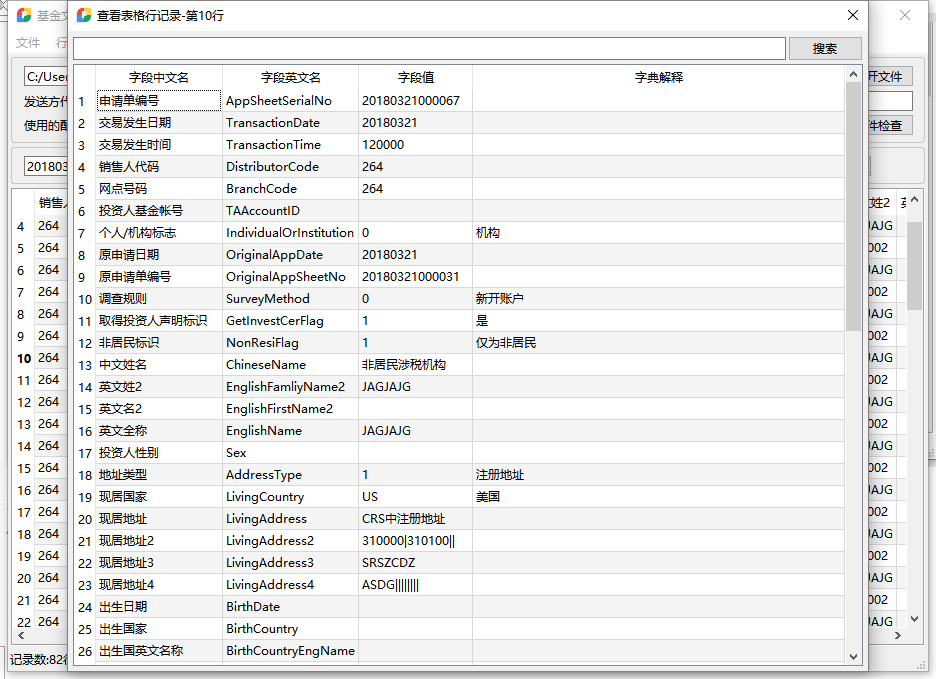 基金文
查看表格行记录-第10行
文件 行
搜索
C:/User
开文件
发送方代
使用的配
件检查
201803
字段中文名 字段英文名 字段值 字典解释
1 申请单编号 AppSheetSerialNo 20180321000067
2 交易发生日期 TransactionDate 20180321
3 交易发生时间 TransactionTime 120000
4 销售人代码 DistributorCode 264
5 网点号码 BranchCode 264
6 投资人基金帐号 TAAccountID
7 个人/机构标志 IndividualOrInstitution 0 机构
8 原申请日期 OriginalAppDate 20180321
9 原申请单编号 OriginalAppSheetNo 20180321000031
10 调查规则 SurveyMethod 0 新开账户
11 取得投资人声明标识 GetInvestCerFlag 1 是
12 非居民标识 NonResiFlag 1 仅为非居民
13 中文姓名 ChineseName 非居民涉税机构
14 英文姓2 EnglishFamliyName2 JAGJAJG
15 英文名2 EnglishFirstName2
16 英文全称 EnglishName JAGJAJG
17 投资人性别 Sex
18 地址类型 AddressType 1 注册地址
19 现居国家 LivingCountry US 美国
20 现居地址 LivingAddress CRS中注册地址
21 现居地址2 LivingAddress2 310000|310100||
22 现居地址3 LivingAddress3 SRSZCDZ
23 现居地址4 LivingAddress4 ASDG||||||||
24 出生日期 BirthDate
25 出生国家 BirthCountry
26 出生国英文名称 BirthCountryEngName
销售人
姓2
4 264 JAJG
5 264 002
6 264 JAJG
7 264 002
8 264 JAJG
9 264 002
10 264 JAJG
11 264 002
12 264 JAJG
13 264 002
14 264 JAJG
15 264 002
16 264 JAJG
17 264 002
18 264 JAJG
19 264 002
20 264 JAJG
21 264 002
22 264 JAJG
记录数:82行